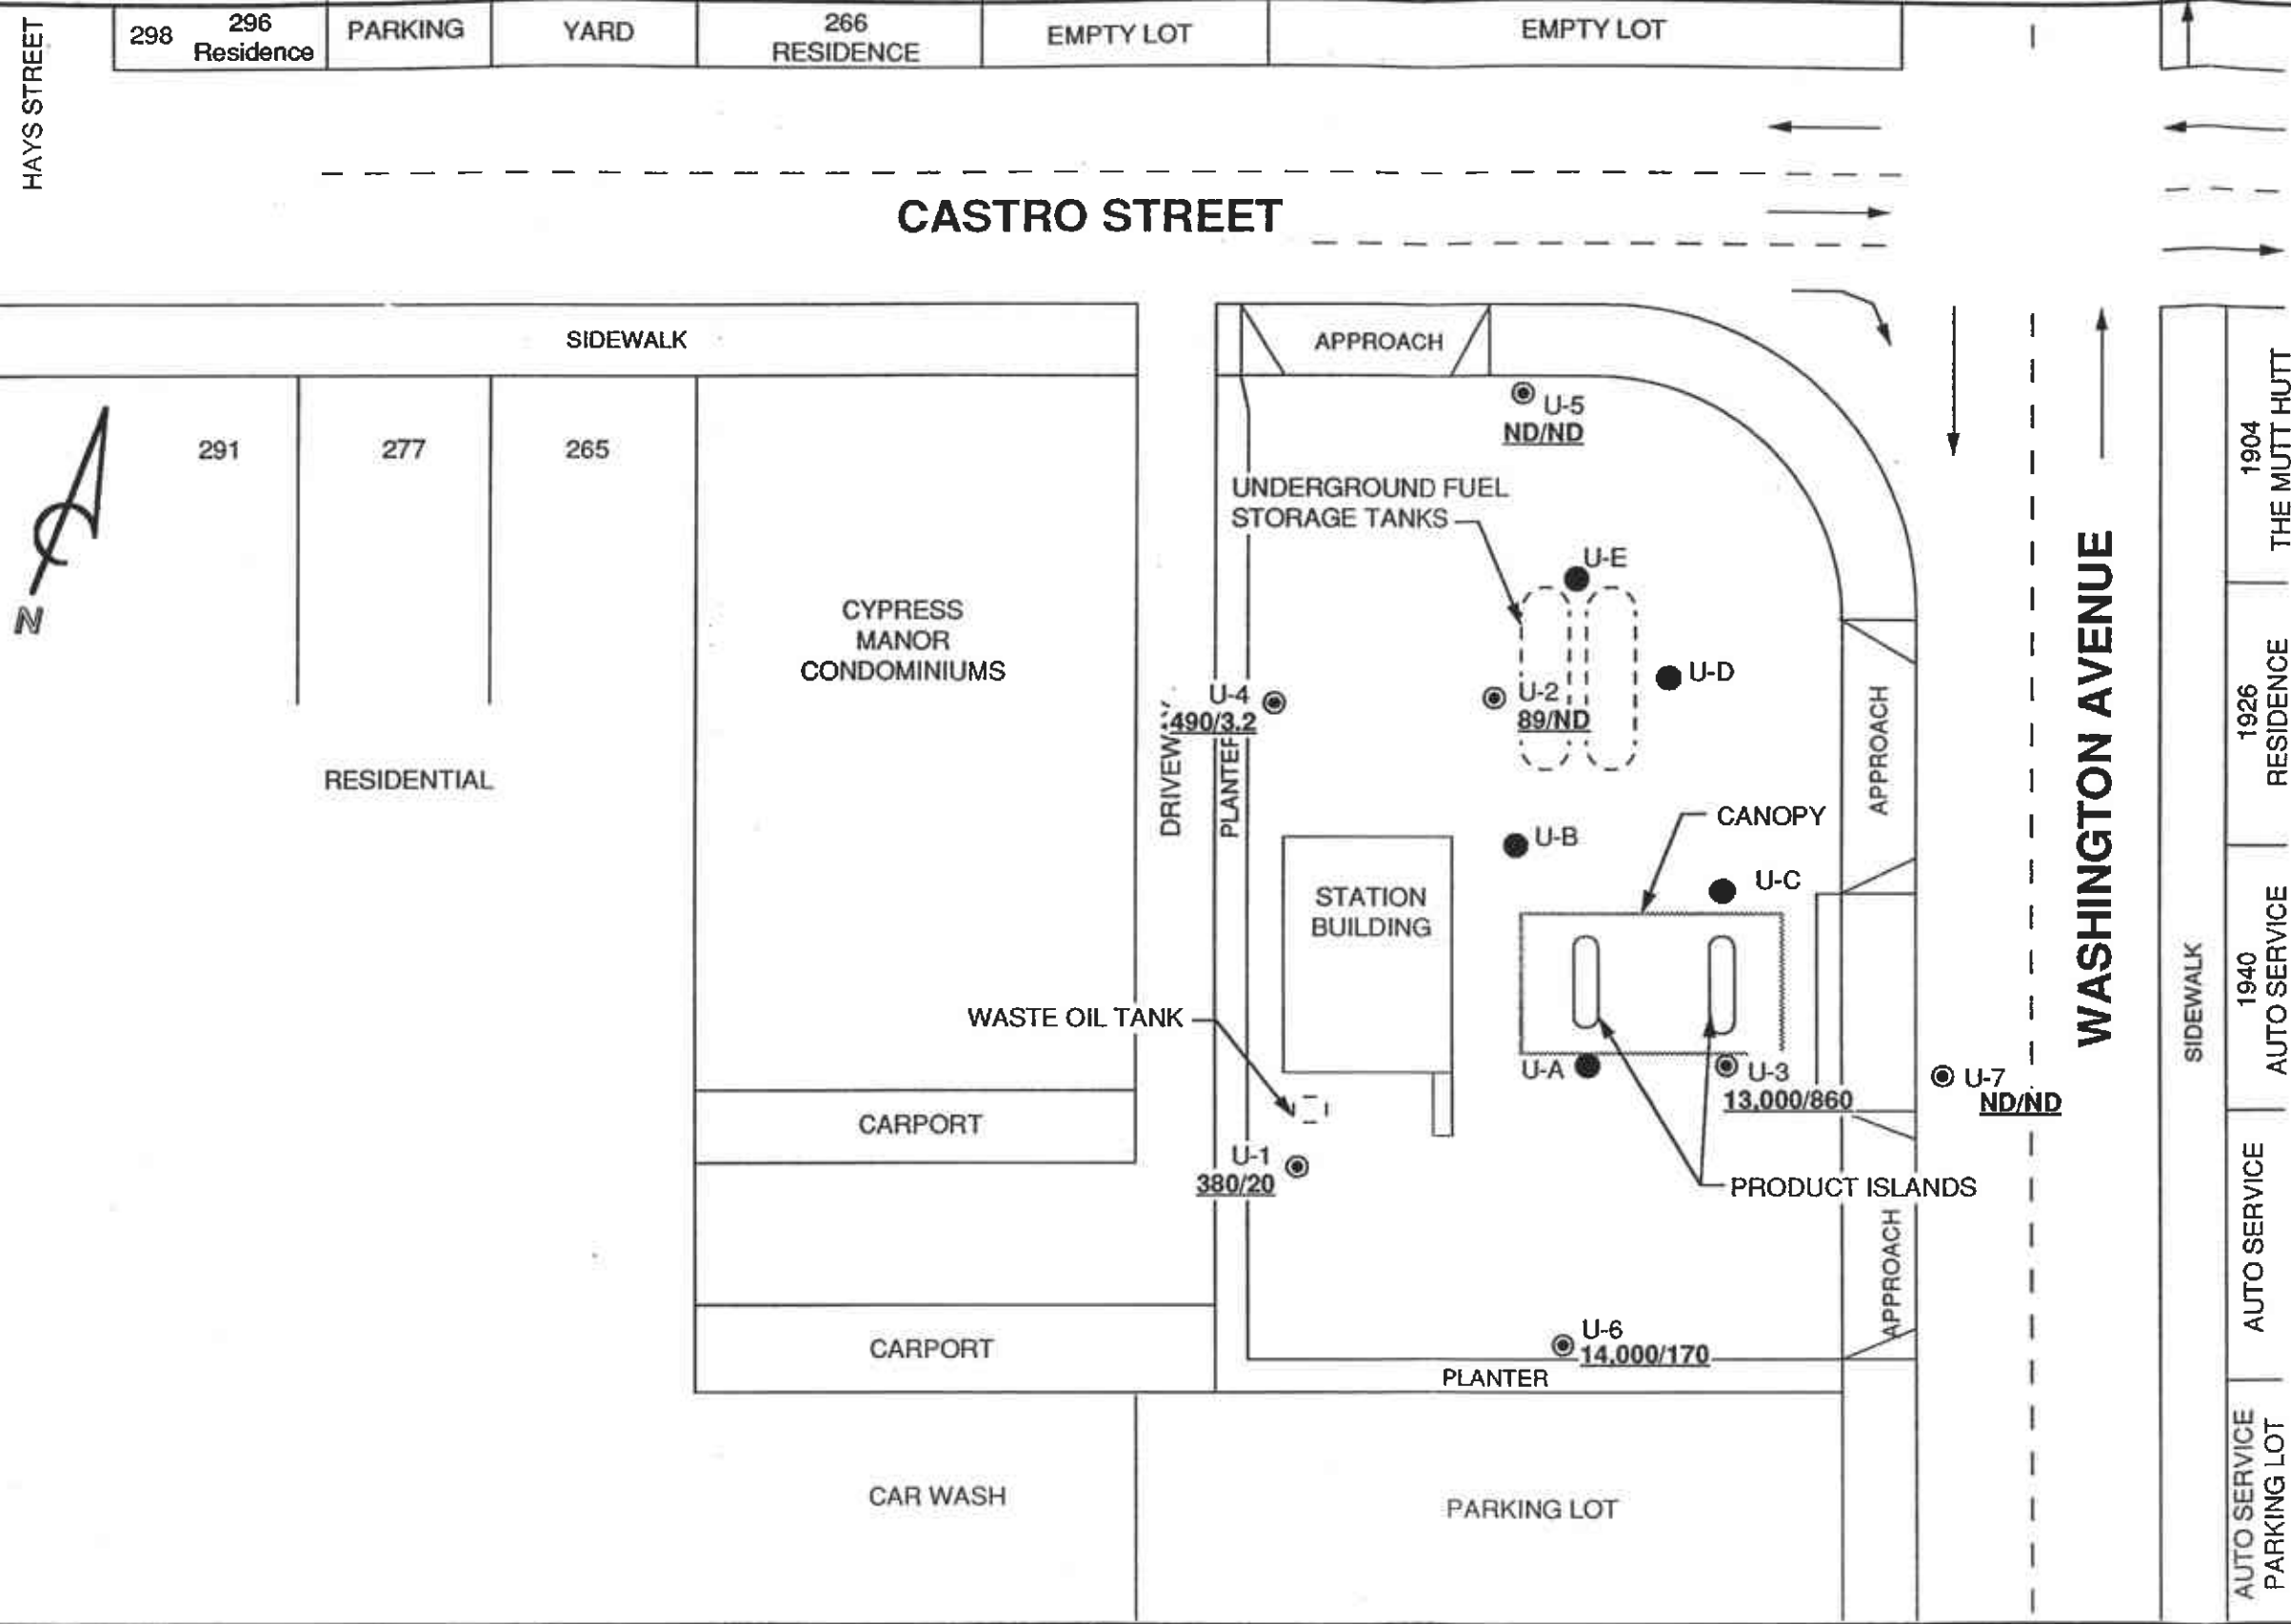 HAYS STREET
298
296
Residence
PARKING
YARD
266
RESIDENCE
EMPTY LOT
EMPTY LOT
CASTRO STREET
SIDEWALK
APPROACH
291
277
265
N
RESIDENTIAL
CYPRESS
MANOR
CONDOMINIUMS
CARPORT
CARPORT
CAR WASH
PARKING LOT
DRIVEWAY
PLANTER
U-5
ND/ND
UNDERGROUND FUEL
STORAGE TANKS
U-E
U-D
U-4
490/3.2
U-2
89/ND
U-B
CANOPY
U-C
STATION
BUILDING
WASTE OIL TANK
U-A
U-3
13,000/860
U-7
ND/ND
U-1
380/20
PRODUCT ISLANDS
U-6
14,000/170
PLANTER
APPROACH
APPROACH
WASHINGTON AVENUE
SIDEWALK
1904
THE MUTT HUTT
1926
RESIDENCE
1940
AUTO SERVICE
AUTO SERVICE
AUTO SERVICE
PARKING LOT